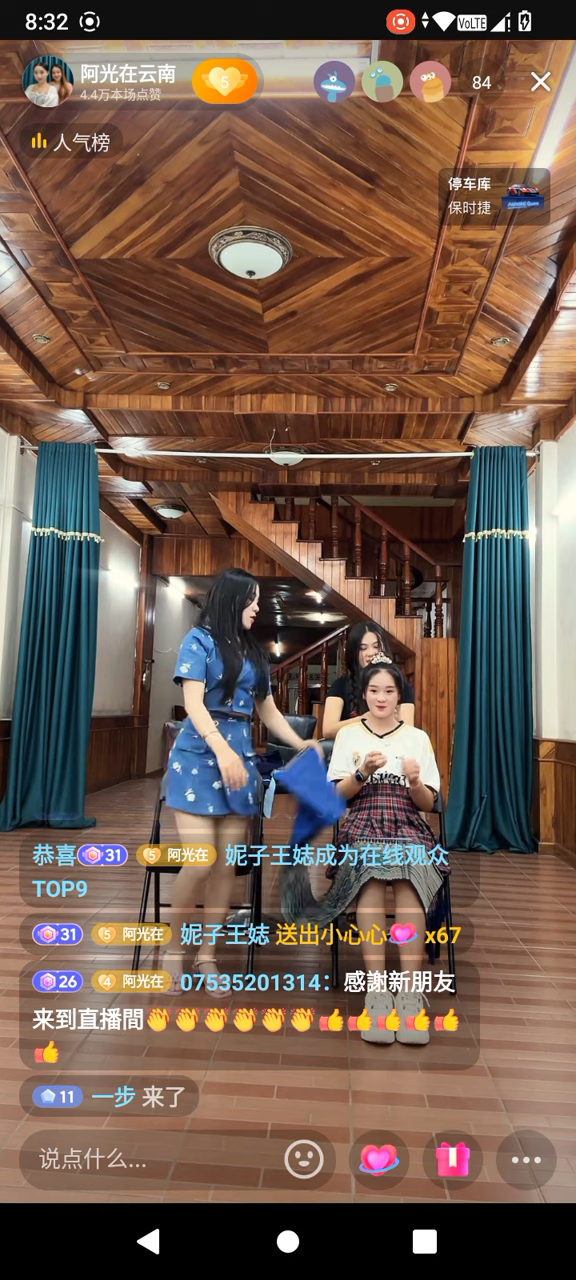 8:32
VoLTE
阿光在云南
4.4万本场点赞
5
84
人气榜
停车库
保时捷
恭喜 31 5 阿光在 妮子王婊成为在线观众
TOP9
31 5 阿光在 妮子王婊 送出小心心 x67
26 4 阿光在 07535201314：感謝新朋友
来到直播間👏👏👏👏👏👏👍👍👍👍👍
👍
11 一步 来了
说点什么...